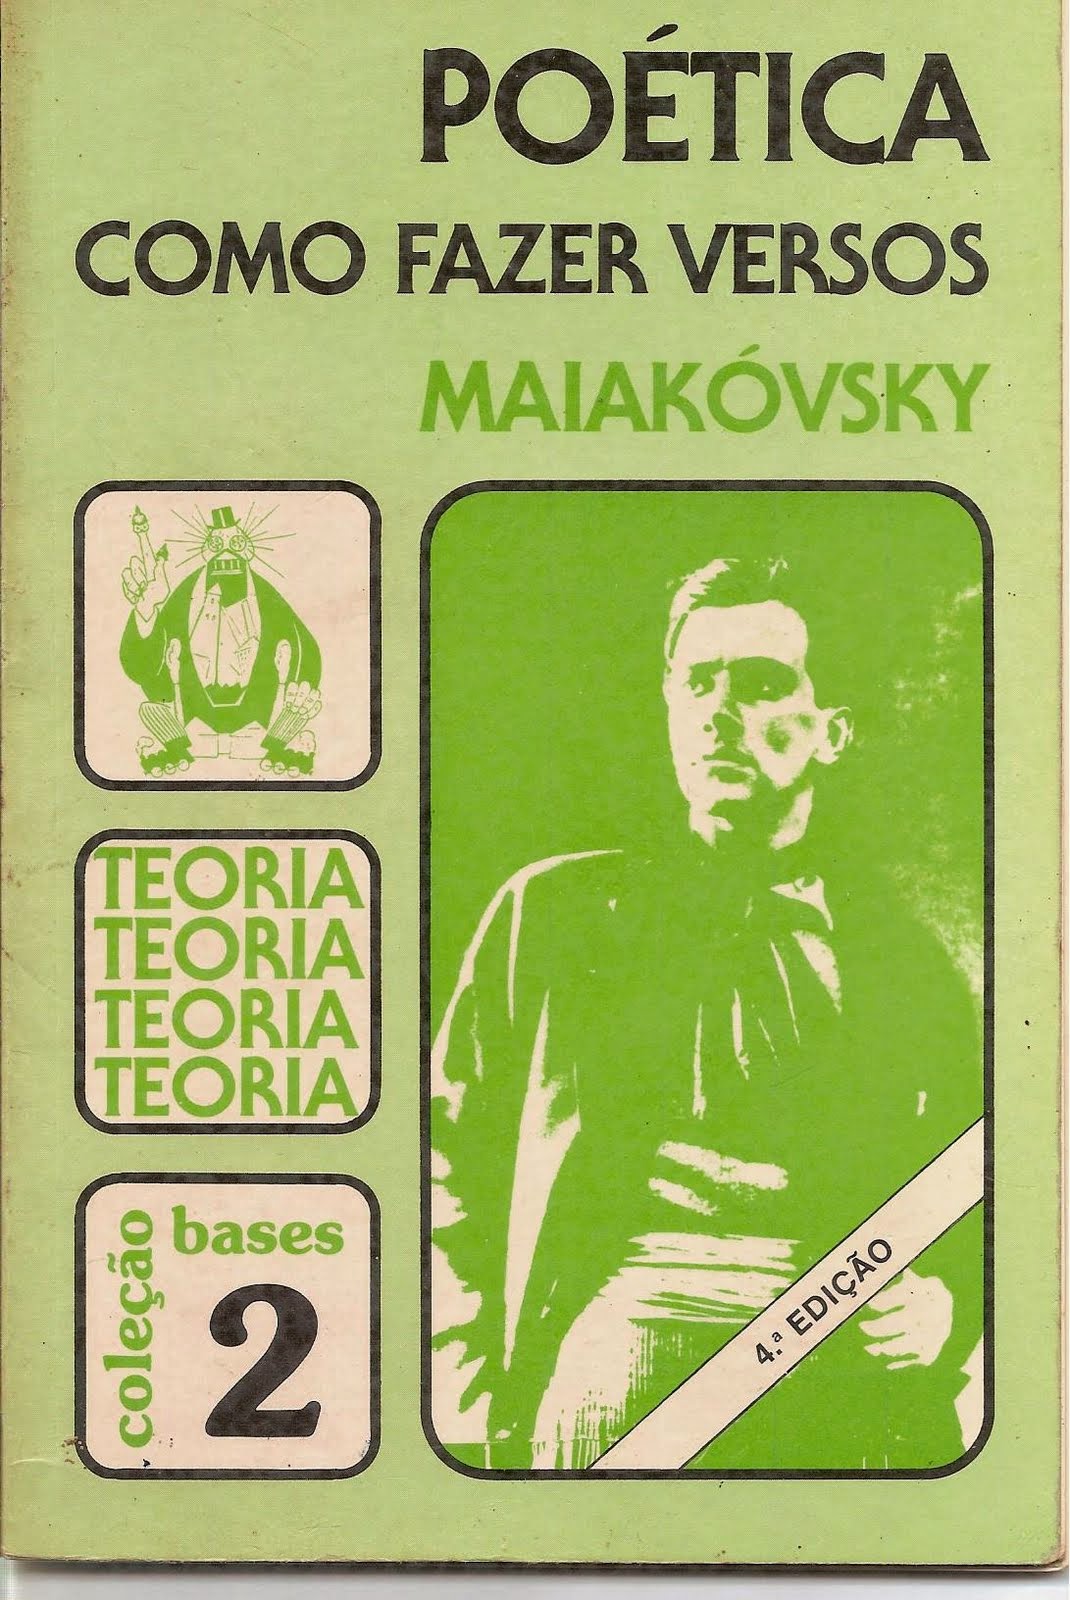 POÉTICA
COMO FAZER VERSOS
MAIAKÓVSKY
TEORIA
TEORIA
TEORIA
TEORIA
coleção
bases
2
4.ª EDIÇÃO